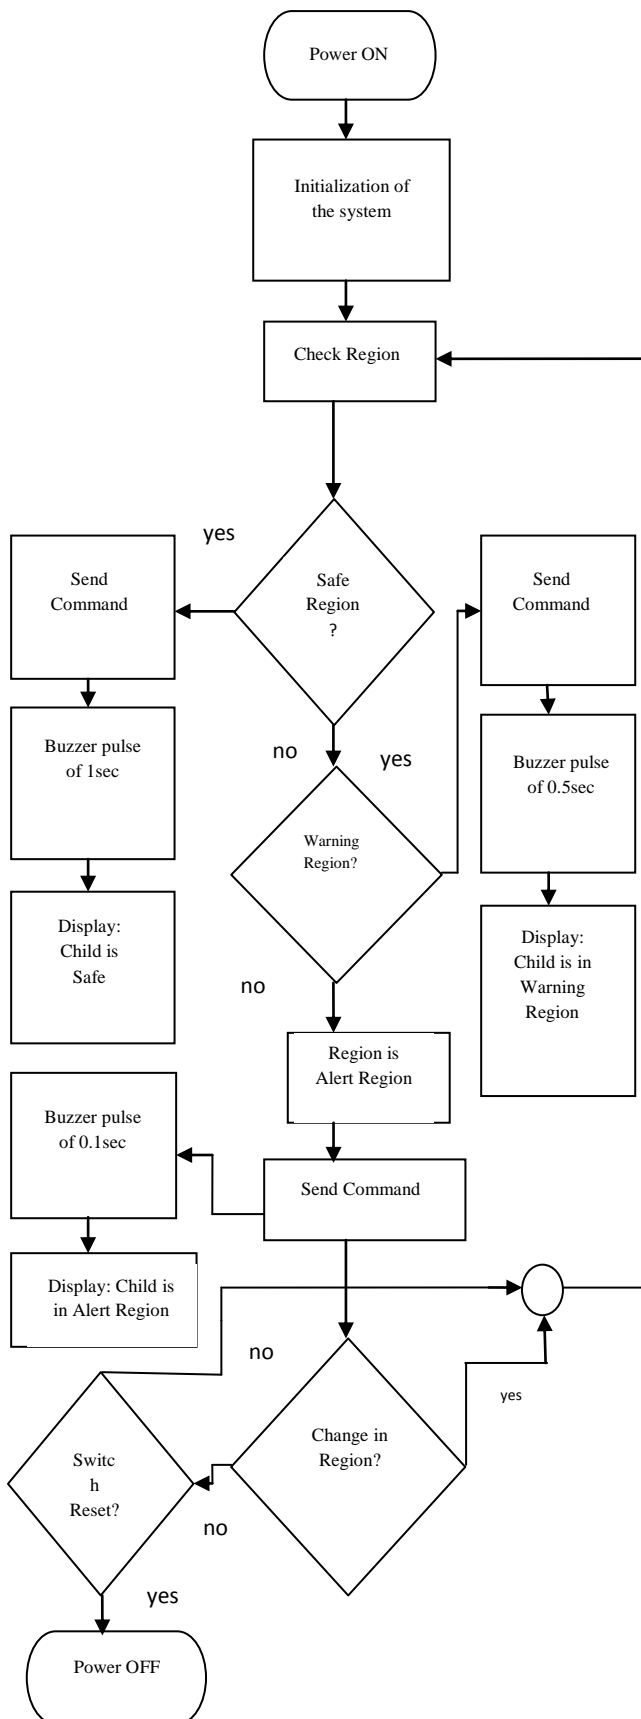 Power ON
Initialization of
the system
Check Region
yes
Send
Command
Safe
Region
?
Send
Command
Buzzer pulse
of 1sec
no
yes
Buzzer pulse
of 0.5sec
Warning
Region?
Display:
Child is
Safe
Display:
Child is in
Warning
Region
no
Region is
Alert Region
Buzzer pulse
of 0.1sec
Send Command
Display: Child is
in Alert Region
no
yes
Change in
Region?
Switc
h
Reset?
no
yes
Power OFF